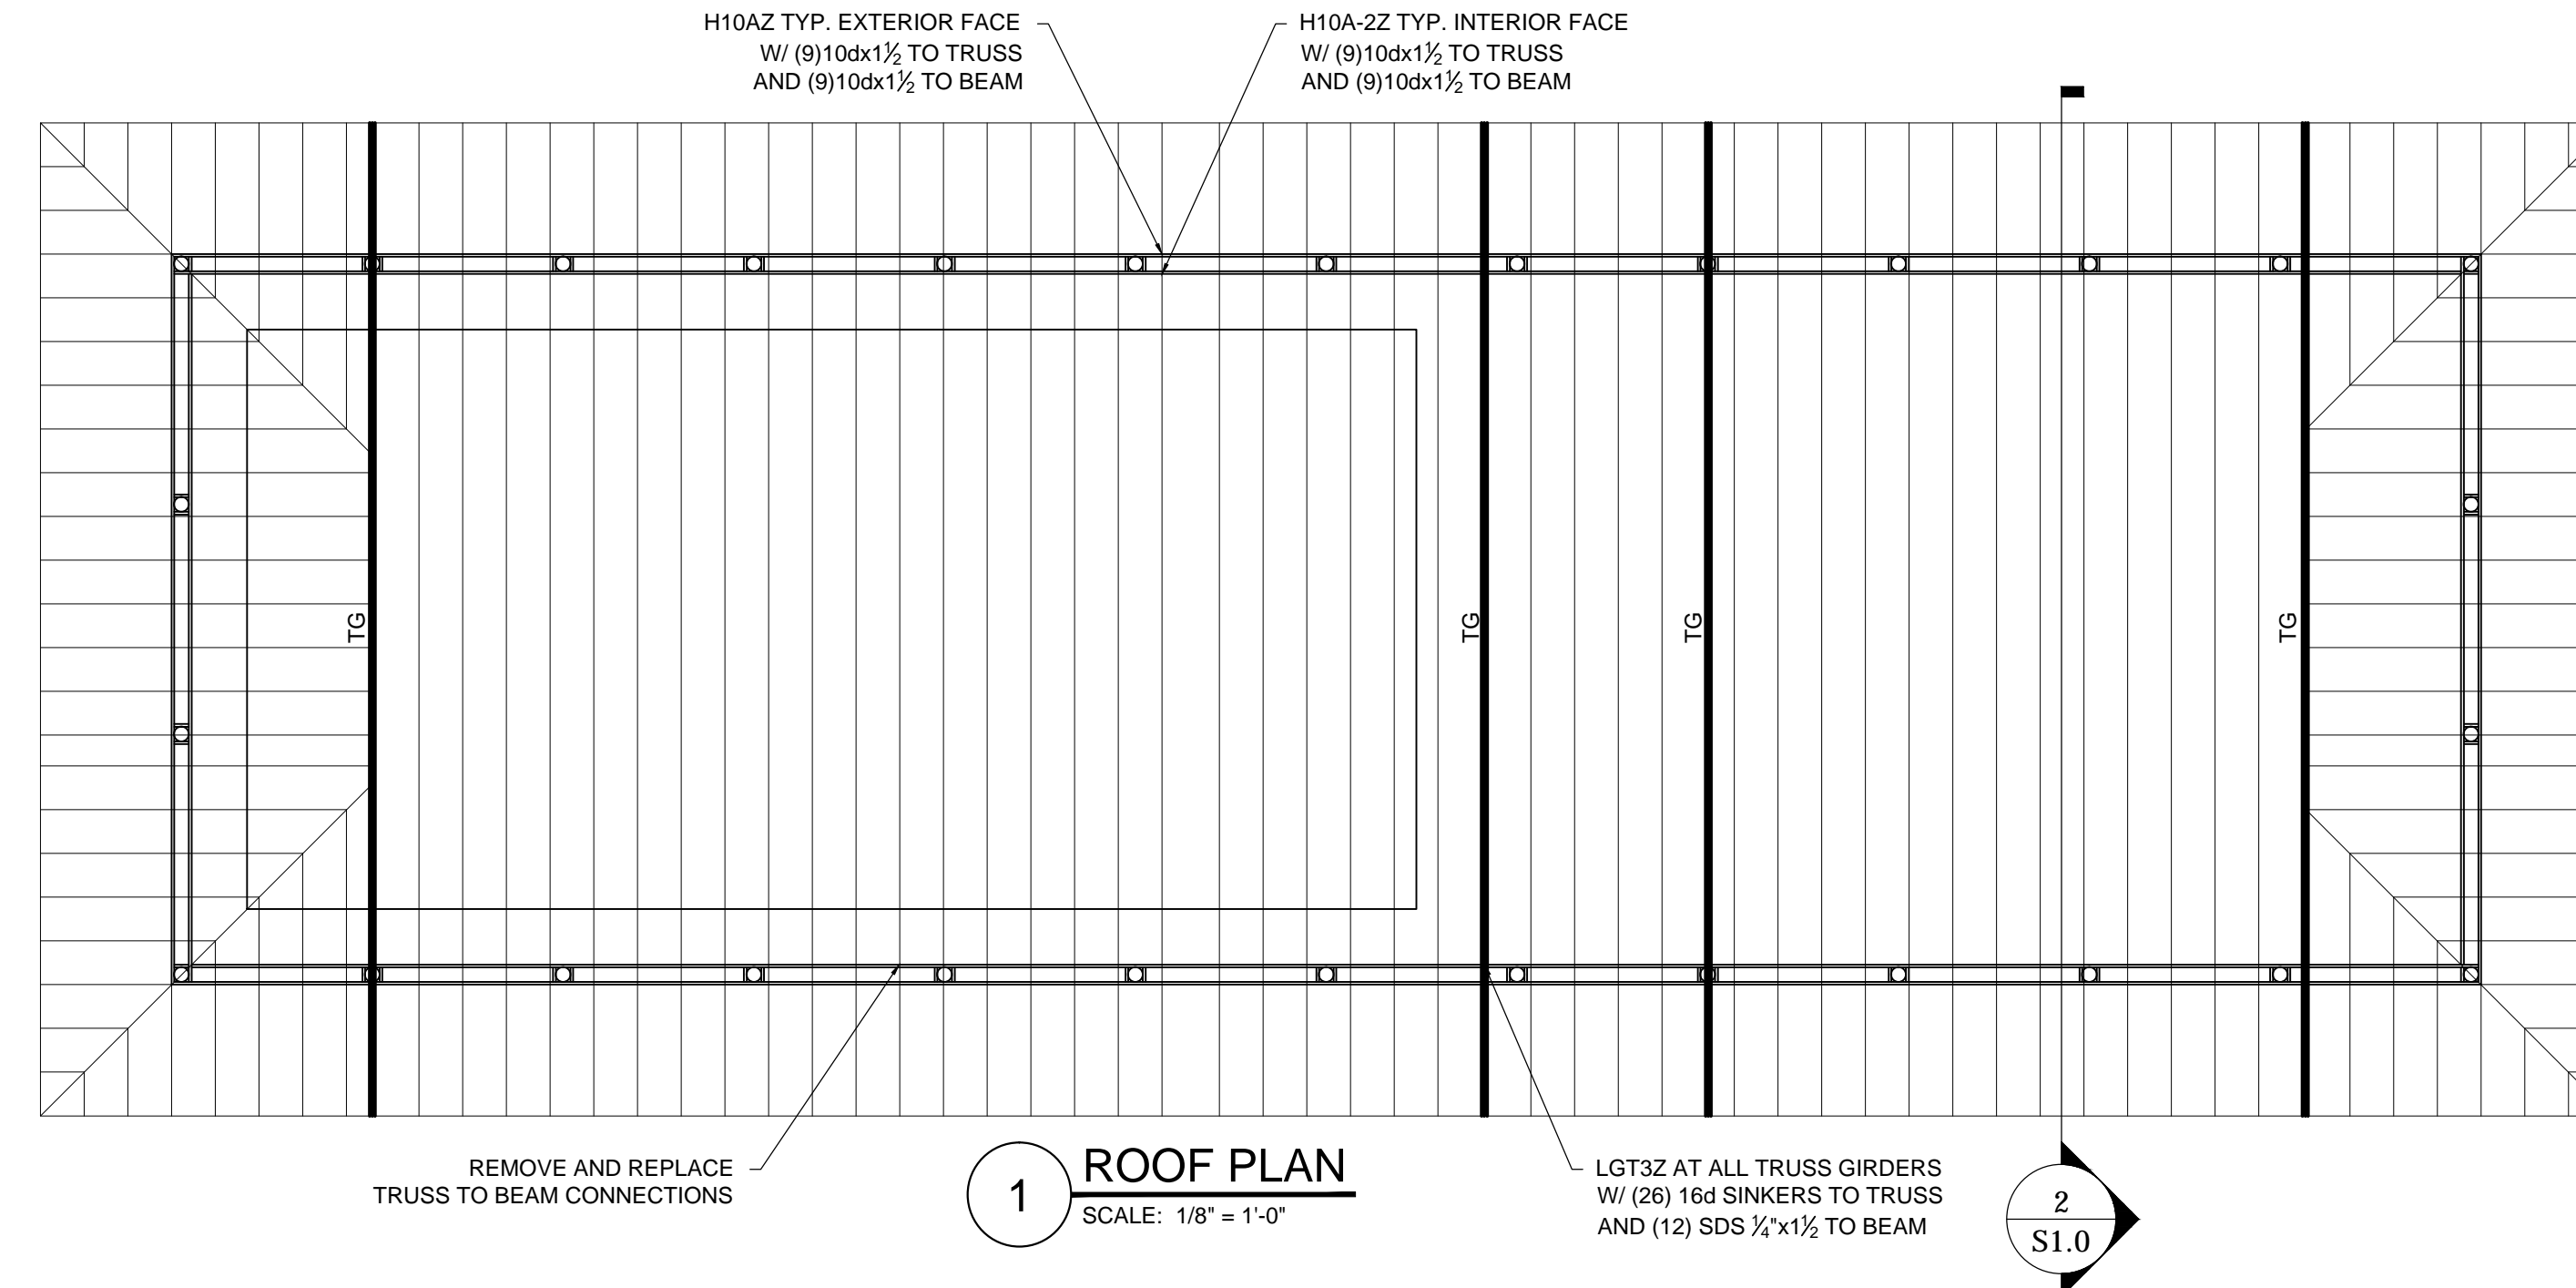 H10AZ TYP. EXTERIOR FACE
W/ (9)10dx1½ TO TRUSS
AND (9)10dx1½ TO BEAM
H10A-2Z TYP. INTERIOR FACE
W/ (9)10dx1½ TO TRUSS
AND (9)10dx1½ TO BEAM
TG
TG
TG
TG
REMOVE AND REPLACE
TRUSS TO BEAM CONNECTIONS
1
ROOF PLAN
SCALE: 1/8" = 1'-0"
LGT3Z AT ALL TRUSS GIRDERS
W/ (26) 16d SINKERS TO TRUSS
AND (12) SDS ¼"x1½ TO BEAM
2
S1.0